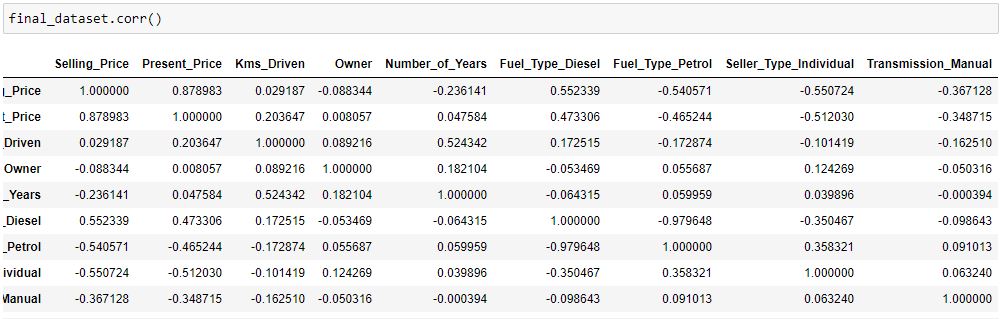 final_dataset.corr()
Selling_Price Present_Price Kms_Driven Owner Number_of_Years Fuel_Type_Diesel Fuel_Type_Petrol Seller_Type_Individual Transmission_Manual
_Price 1.000000 0.878983 0.029187 -0.088344 -0.236141 0.552339 -0.540571 -0.550724 -0.367128
t_Price 0.878983 1.000000 0.203647 0.008057 0.047584 0.473306 -0.465244 -0.512030 -0.348715
_Driven 0.029187 0.203647 1.000000 0.089216 0.524342 0.172515 -0.172874 -0.101419 -0.162510
Owner -0.088344 0.008057 0.089216 1.000000 0.182104 -0.053469 0.055687 0.124269 -0.050316
_Years -0.236141 0.047584 0.524342 0.182104 1.000000 -0.064315 0.059959 0.039896 -0.000394
_Diesel 0.552339 0.473306 0.172515 -0.053469 -0.064315 1.000000 -0.979648 -0.350467 -0.098643
_Petrol -0.540571 -0.465244 -0.172874 0.055687 0.059959 -0.979648 1.000000 0.358321 0.091013
ividual -0.550724 -0.512030 -0.101419 0.124269 0.039896 -0.350467 0.358321 1.000000 0.063240
Manual -0.367128 -0.348715 -0.162510 -0.050316 -0.000394 -0.098643 0.091013 0.063240 1.000000